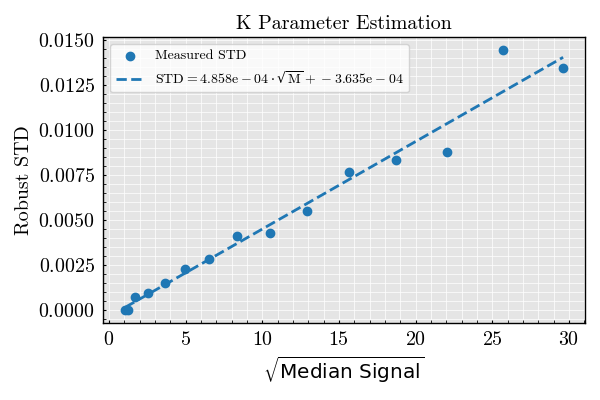 K Parameter Estimation
Measured STD
STD = 4.858e − 04 · √M + −3.635e − 04
Robust STD
0.0150
0.0125
0.0100
0.0075
0.0050
0.0025
0.0000
0 5 10 15 20 25 30
√Median Signal